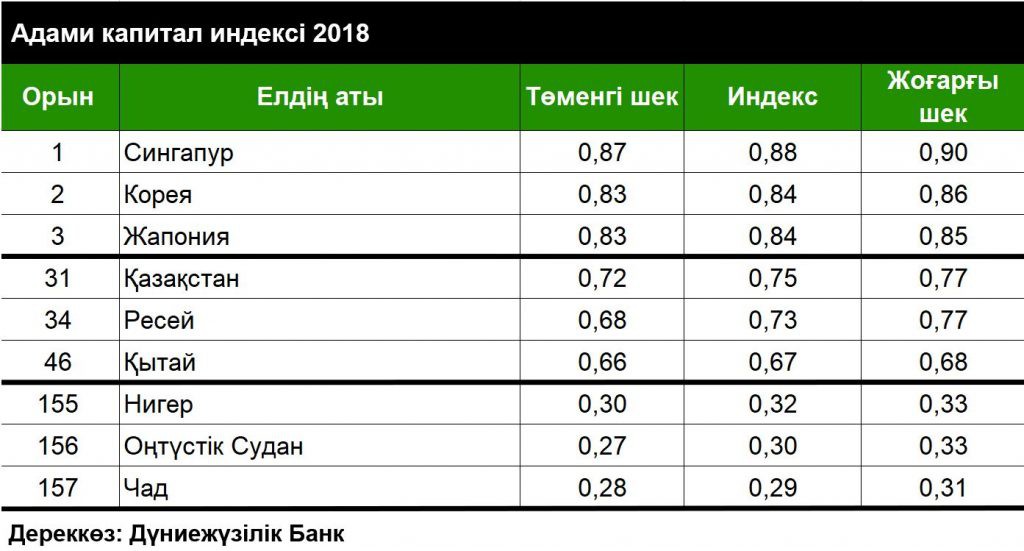 Адами капитал индексі 2018
Орын Елдің аты Төменгі шек Индекс Жоғарғы шек
1 Сингапур 0,87 0,88 0,90
2 Корея 0,83 0,84 0,86
3 Жапония 0,83 0,84 0,85
31 Қазақстан 0,72 0,75 0,77
34 Ресей 0,68 0,73 0,77
46 Қытай 0,66 0,67 0,68
155 Нигер 0,30 0,32 0,33
156 Оңтүстік Судан 0,27 0,30 0,33
157 Чад 0,28 0,29 0,31
Дереккөз: Дүниежүзілік Банк